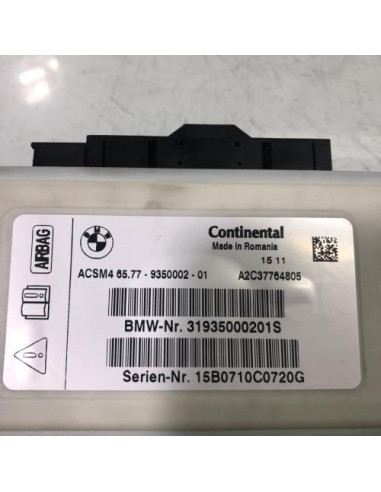 AIRBAG
BMW
Continental
Made in Romania
15 11
ACSM4 65.77 - 9350002 - 01 A2C37764805
BMW-Nr. 31935000201S
Serien-Nr. 15B0710C0720G